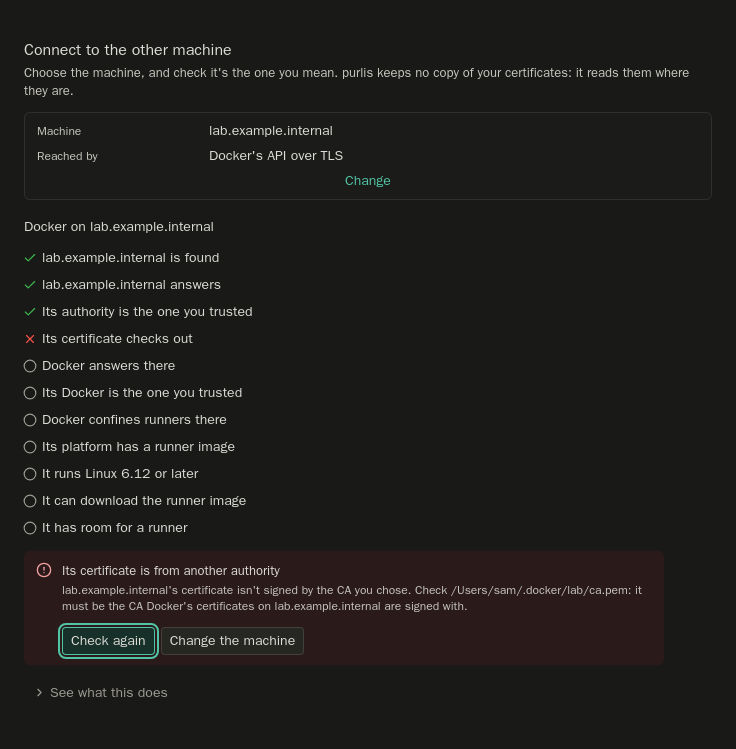 Connect to the other machine
Choose the machine, and check it's the one you mean. purlis keeps no copy of your certificates: it reads them where
they are.
Machine lab.example.internal
Reached by Docker's API over TLS
Change
Docker on lab.example.internal
lab.example.internal is found
lab.example.internal answers
Its authority is the one you trusted
Its certificate checks out
Docker answers there
Its Docker is the one you trusted
Docker confines runners there
Its platform has a runner image
It runs Linux 6.12 or later
It can download the runner image
It has room for a runner
Its certificate is from another authority
lab.example.internal's certificate isn't signed by the CA you chose. Check /Users/sam/.docker/lab/ca.pem: it
must be the CA Docker's certificates on lab.example.internal are signed with.
Check again Change the machine
See what this does